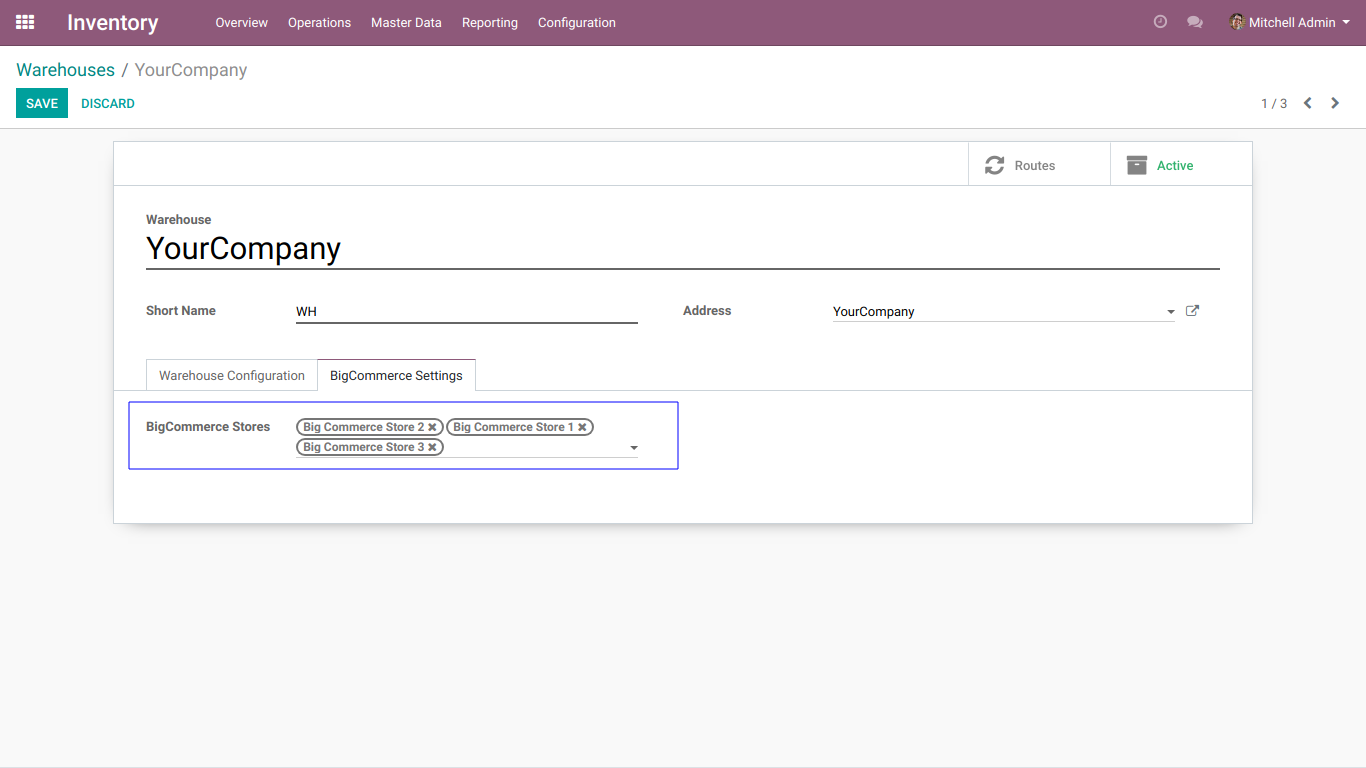 Inventory Overview Operations Master Data Reporting Configuration Mitchell Admin
Warehouses / YourCompany
SAVE DISCARD 1 / 3
Routes Active
Warehouse
YourCompany
Short Name WH Address YourCompany
Warehouse Configuration BigCommerce Settings
BigCommerce Stores Big Commerce Store 2 Big Commerce Store 1
Big Commerce Store 3